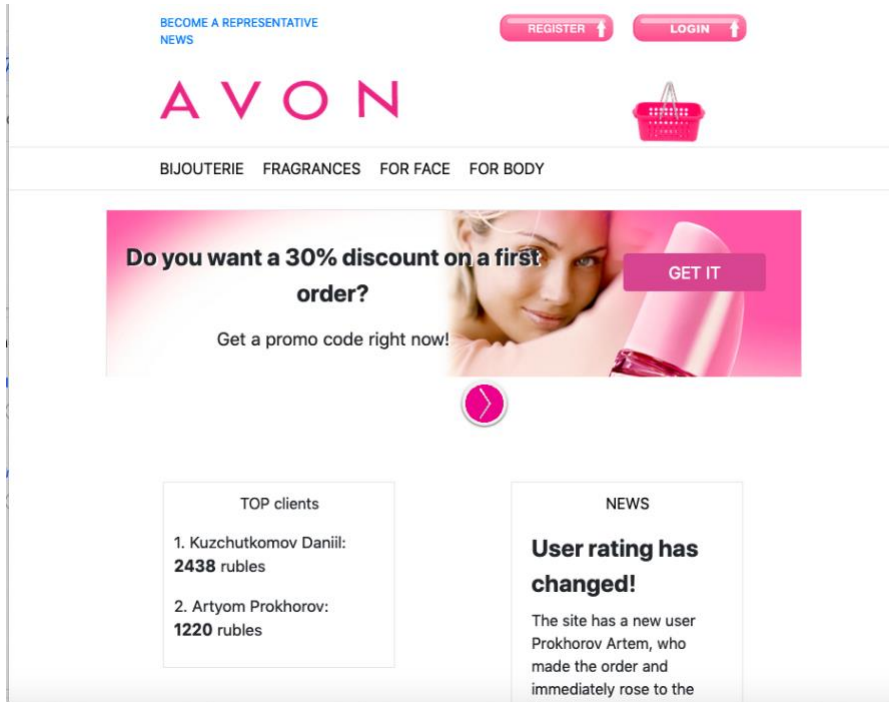 BECOME A REPRESENTATIVE
NEWS
REGISTER
LOGIN
AVON
BIJOUTERIE FRAGRANCES FOR FACE FOR BODY
Do you want a 30% discount on a first
order?
Get a promo code right now!
GET IT
TOP clients
1. Kuzchutkomov Daniil:
2438 rubles
2. Artyom Prokhorov:
1220 rubles
NEWS
User rating has
changed!
The site has a new user
Prokhorov Artem, who
made the order and
immediately rose to the